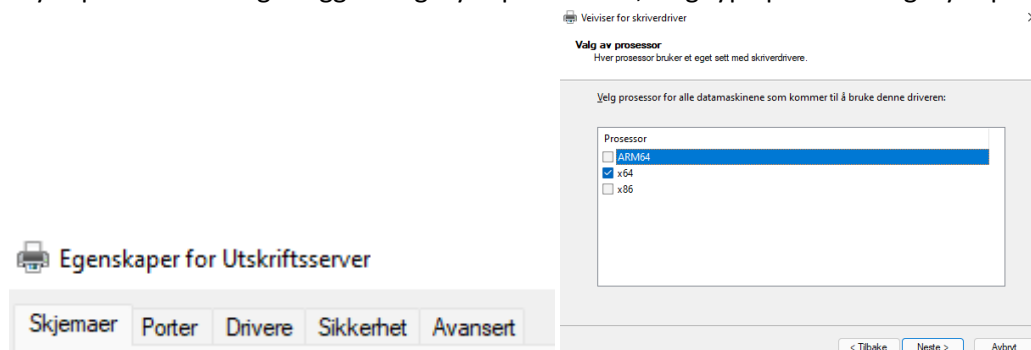 Veiviser for skriverdriver
Valg av prosessor
Hver prosessor bruker et eget sett med skriverdrivere.
Velg prosessor for alle datamaskinene som kommer til å bruke denne driveren:
Prosessor
ARM64
x64
x86
< Tilbake Neste > Avbryt
Egenskaper for Utskriftsserver
Skjemaer Porter Drivere Sikkerhet Avansert